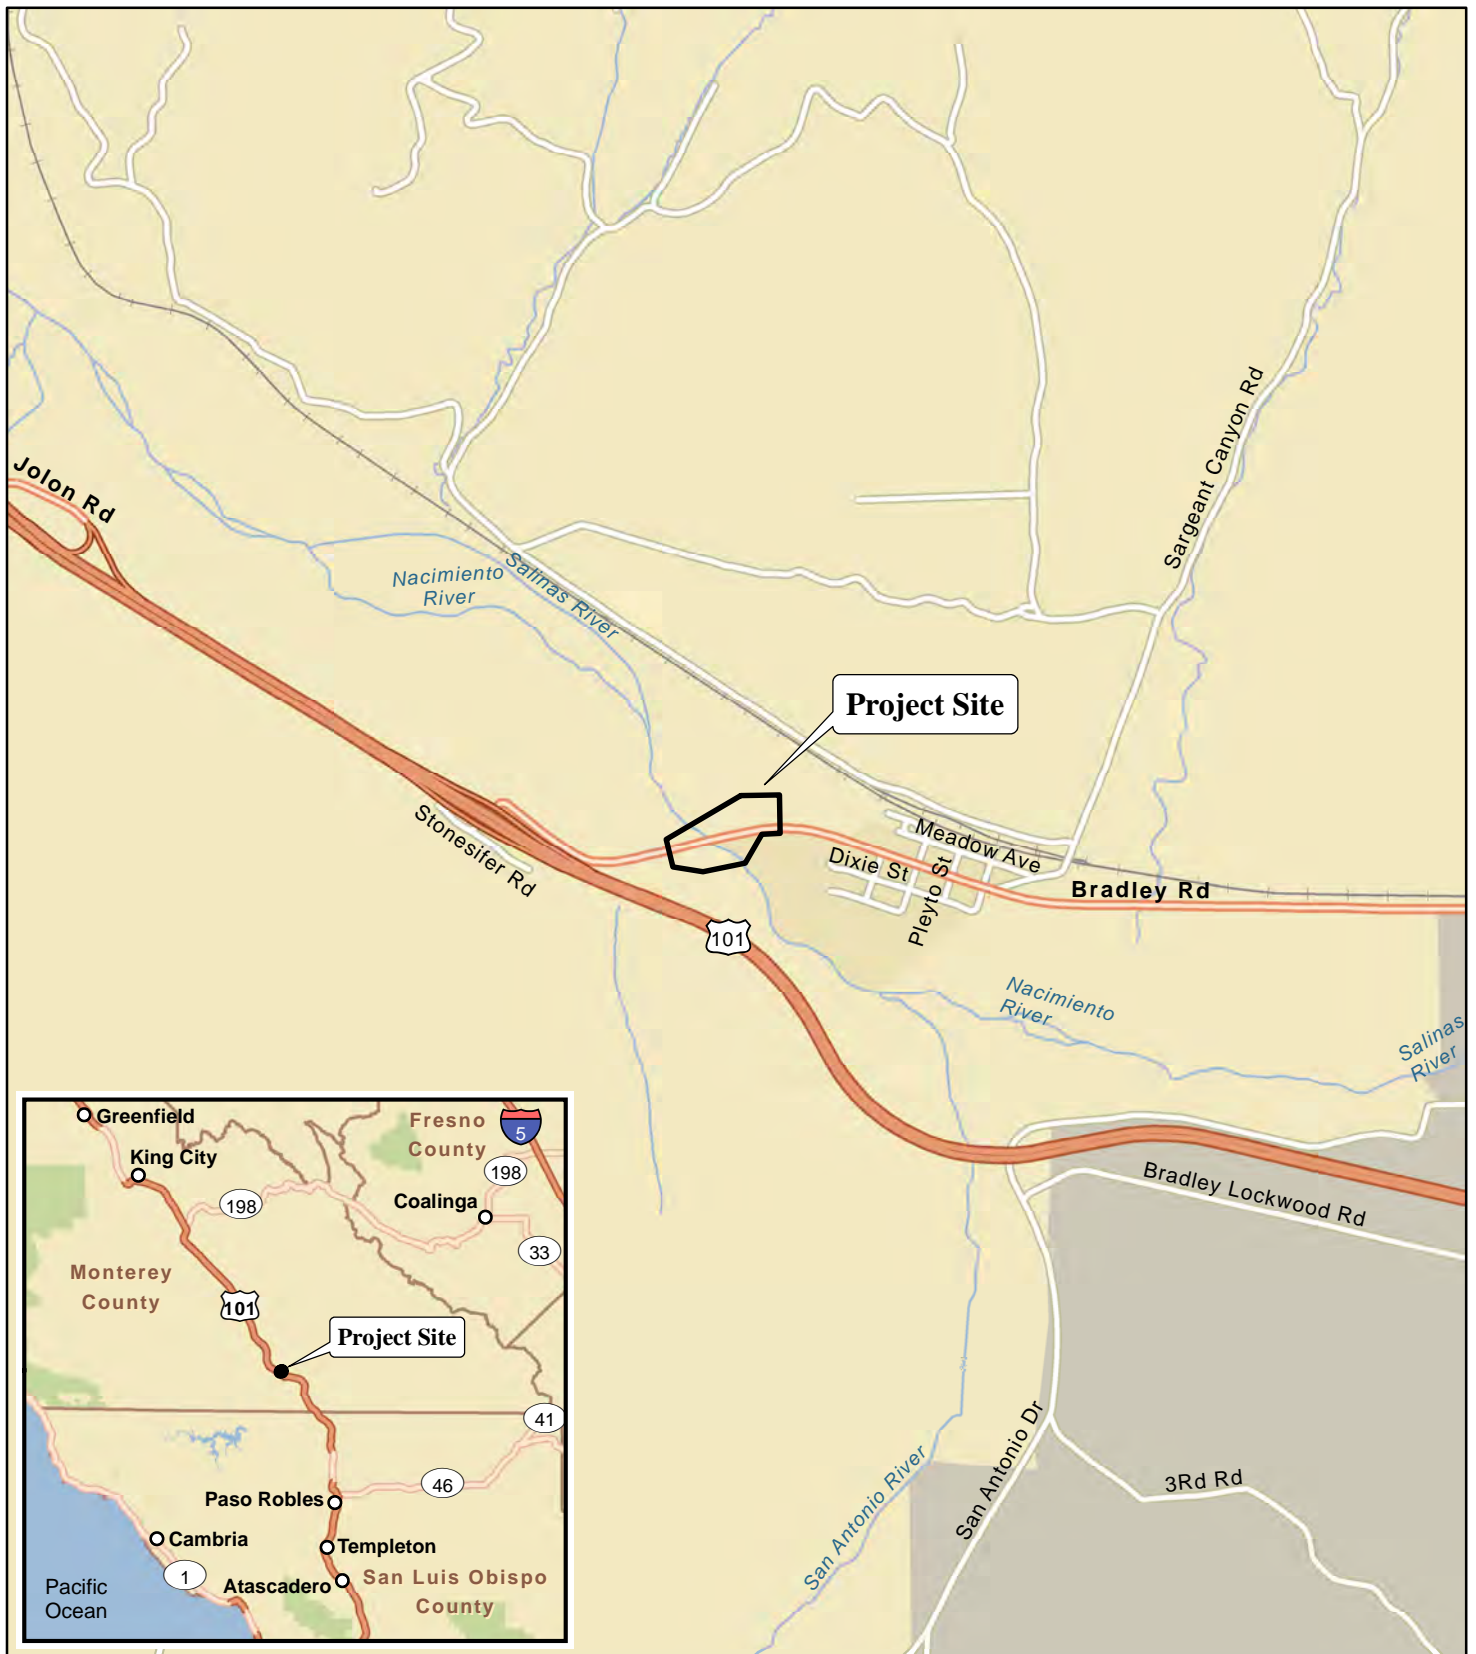 Jolon Rd
Sargeant Canyon Rd
Nacimiento
River
Salinas River
Project Site
Stonesifer Rd
Meadow Ave
Dixie St
Pleyto St
Bradley Rd
101
Nacimiento
River
Salinas
River
Bradley Lockwood Rd
San Antonio Dr
San Antonio River
3Rd Rd
Greenfield
Fresno
County
5
King City
198
198
Coalinga
33
Monterey
County
101
Project Site
41
46
Paso Robles
Cambria
Templeton
1
Atascadero
San Luis Obispo
County
Pacific
Ocean